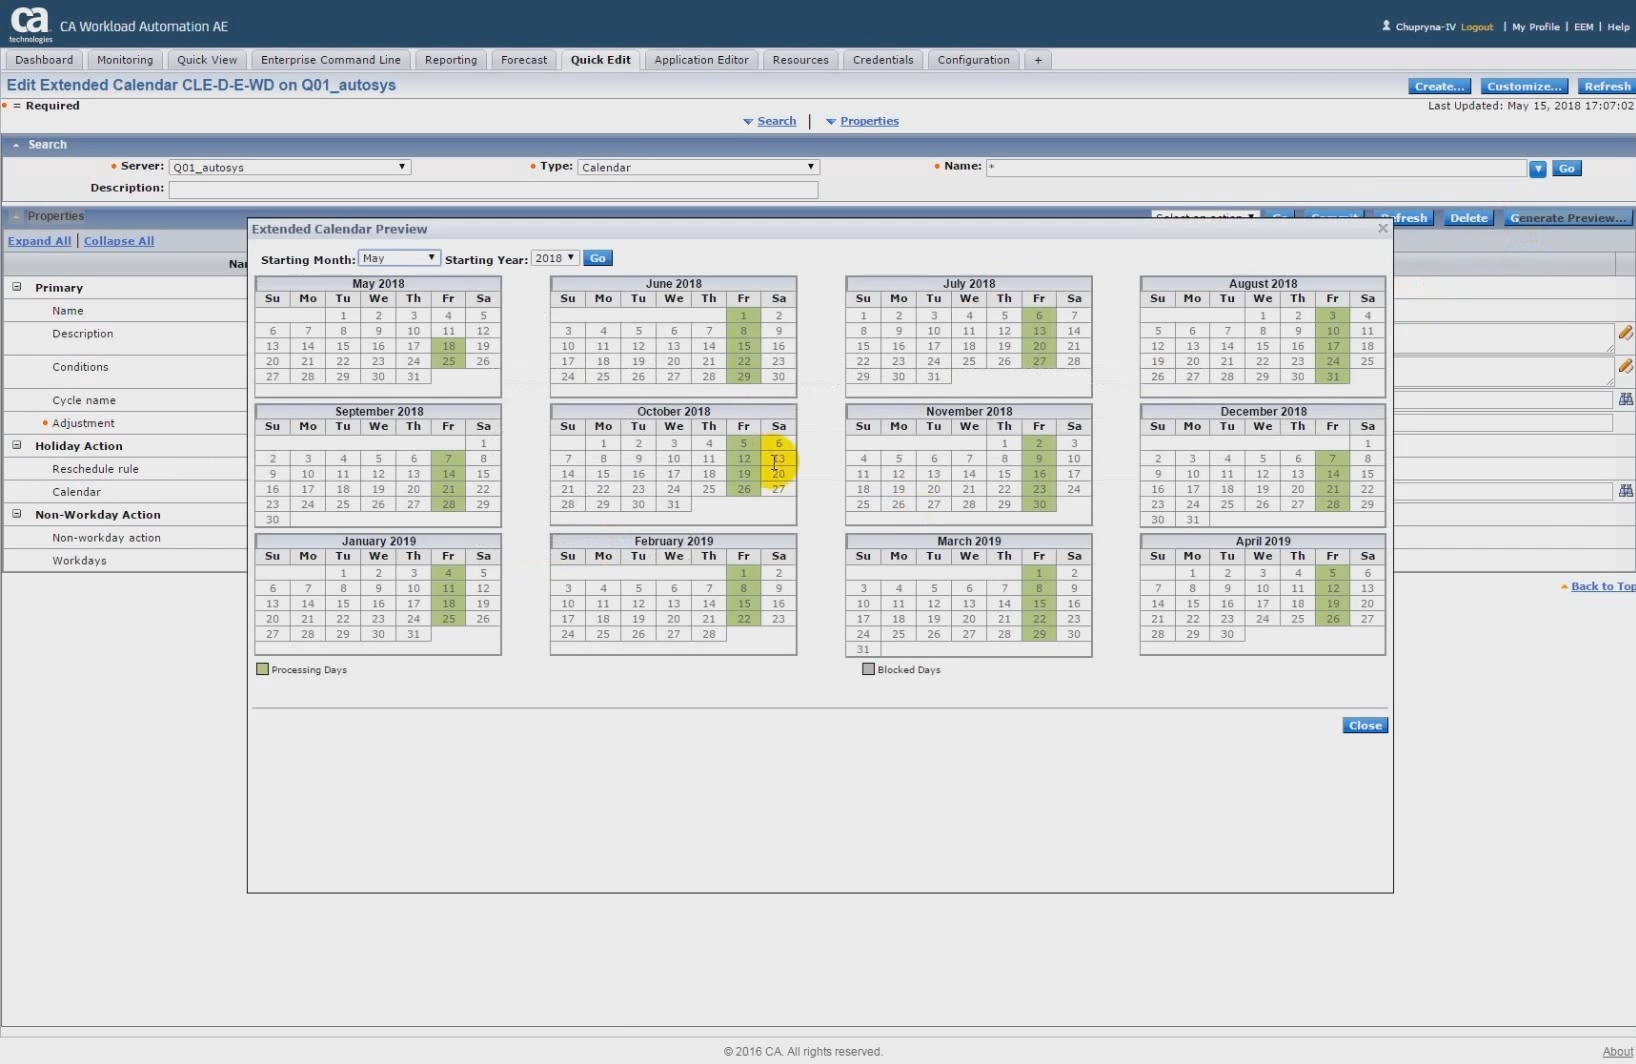 ca
technologies
CA Workload Automation AE
Chupryna-IV Logout | My Profile | EEM | Help
Dashboard Monitoring Quick View Enterprise Command Line Reporting Forecast Quick Edit Application Editor Resources Credentials Configuration +
Edit Extended Calendar CLE-D-E-WD on Q01_autosys
Create... Customize... Refresh
= Required
Last Updated: May 15, 2018 17:07:02
Search | Properties
Search
Server: Q01_autosys Type: Calendar Name: * Go
Description:
Properties
Commit Refresh Delete Generate Preview...
Expand All | Collapse All
Primary
Name
Description
Conditions
Cycle name
Adjustment
Holiday Action
Reschedule rule
Calendar
Non-Workday Action
Non-workday action
Workdays
Extended Calendar Preview
Starting Month: May Starting Year: 2018 Go
May 2018
Su Mo Tu We Th Fr Sa
1 2 3 4 5
6 7 8 9 10 11 12
13 14 15 16 17 18 19
20 21 22 23 24 25 26
27 28 29 30 31
June 2018
Su Mo Tu We Th Fr Sa
1 2
3 4 5 6 7 8 9
10 11 12 13 14 15 16
17 18 19 20 21 22 23
24 25 26 27 28 29 30
July 2018
Su Mo Tu We Th Fr Sa
1 2 3 4 5 6 7
8 9 10 11 12 13 14
15 16 17 18 19 20 21
22 23 24 25 26 27 28
29 30 31
August 2018
Su Mo Tu We Th Fr Sa
1 2 3 4
5 6 7 8 9 10 11
12 13 14 15 16 17 18
19 20 21 22 23 24 25
26 27 28 29 30 31
September 2018
Su Mo Tu We Th Fr Sa
1
2 3 4 5 6 7 8
9 10 11 12 13 14 15
16 17 18 19 20 21 22
23 24 25 26 27 28 29
30
October 2018
Su Mo Tu We Th Fr Sa
1 2 3 4 5 6
7 8 9 10 11 12 13
14 15 16 17 18 19 20
21 22 23 24 25 26 27
28 29 30 31
November 2018
Su Mo Tu We Th Fr Sa
1 2 3
4 5 6 7 8 9 10
11 12 13 14 15 16 17
18 19 20 21 22 23 24
25 26 27 28 29 30
December 2018
Su Mo Tu We Th Fr Sa
1
2 3 4 5 6 7 8
9 10 11 12 13 14 15
16 17 18 19 20 21 22
23 24 25 26 27 28 29
30 31
January 2019
Su Mo Tu We Th Fr Sa
1 2 3 4 5
6 7 8 9 10 11 12
13 14 15 16 17 18 19
20 21 22 23 24 25 26
27 28 29 30 31
February 2019
Su Mo Tu We Th Fr Sa
1 2
3 4 5 6 7 8 9
10 11 12 13 14 15 16
17 18 19 20 21 22 23
24 25 26 27 28
March 2019
Su Mo Tu We Th Fr Sa
1 2
3 4 5 6 7 8 9
10 11 12 13 14 15 16
17 18 19 20 21 22 23
24 25 26 27 28 29 30
31
April 2019
Su Mo Tu We Th Fr Sa
1 2 3 4 5 6
7 8 9 10 11 12 13
14 15 16 17 18 19 20
21 22 23 24 25 26 27
28 29 30
Processing Days
Blocked Days
Close
Back to Top
© 2016 CA. All rights reserved.
About